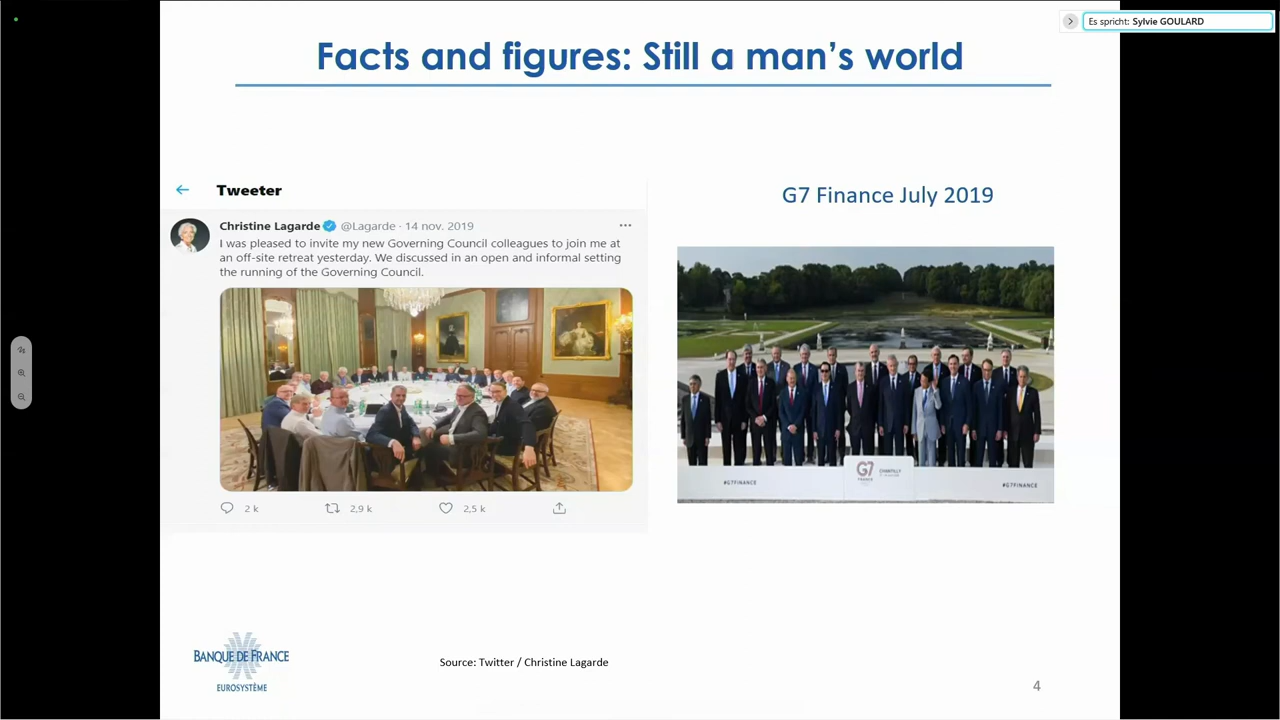 Es spricht: Sylvie GOULARD
Facts and figures: Still a man’s world
Tweeter
Christine Lagarde @Lagarde · 14 nov. 2019
I was pleased to invite my new Governing Council colleagues to join me at
an off-site retreat yesterday. We discussed in an open and informal setting
the running of the Governing Council.
2 k 2,9 k 2,5 k
G7 Finance July 2019
G7
FINANCE
CHANTILLY
#G7FINANCE
#G7FINANCE
BANQUE DE FRANCE
EUROSYSTÈME
Source: Twitter / Christine Lagarde
4